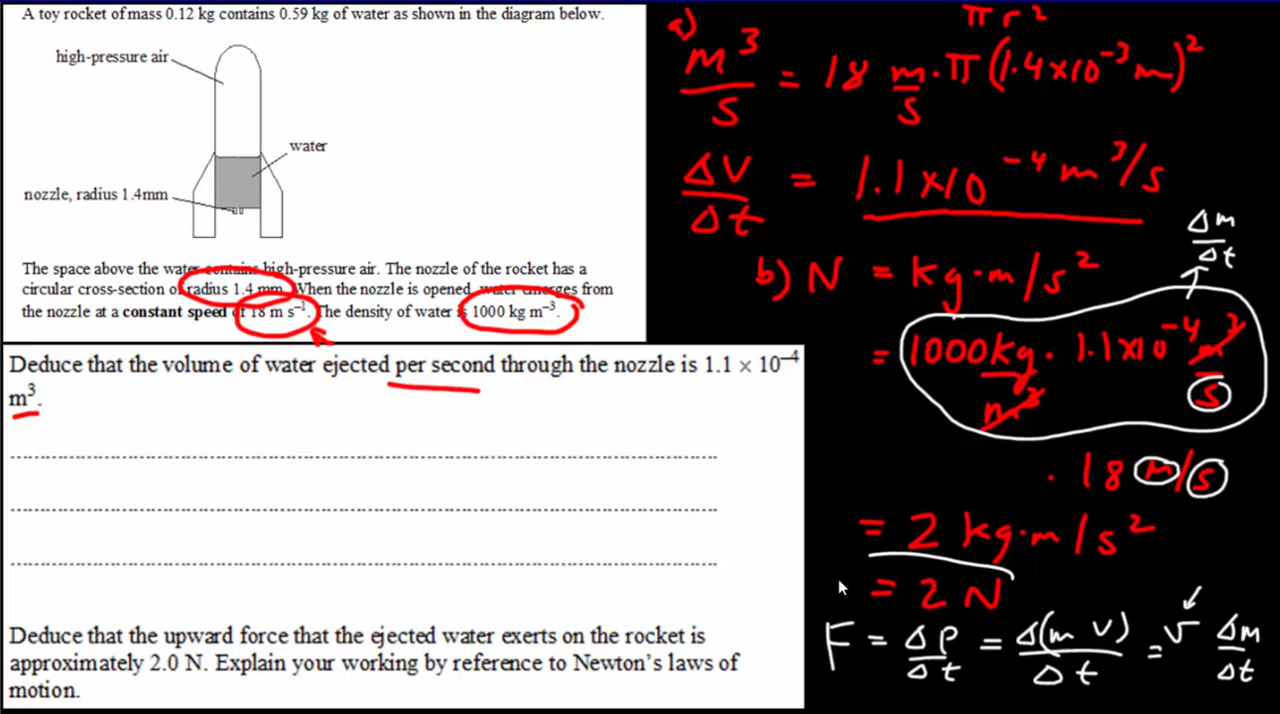 A toy rocket of mass 0.12 kg contains 0.59 kg of water as shown in the diagram below.
high-pressure air
water
nozzle, radius 1.4mm
The space above the water contains high-pressure air. The nozzle of the rocket has a
circular cross-section of radius 1.4 mm. When the nozzle is opened, water emerges from
the nozzle at a constant speed of 18 m s⁻¹. The density of water is 1000 kg m⁻³.
Deduce that the volume of water ejected per second through the nozzle is 1.1 × 10⁻⁴
m³.
Deduce that the upward force that the ejected water exerts on the rocket is
approximately 2.0 N. Explain your working by reference to Newton's laws of
motion.
πr²
a) m³/s = 18 m/s · π (1.4×10⁻³ m)²
ΔV/Δt = 1.1×10⁻⁴ m³/s
Δm/Δt
b) N = kg·m/s²
= 1000 kg/m³ · 1.1×10⁻⁴ m³/s
· 18 m/s
= 2 kg·m/s²
= 2 N
F = ΔP/Δt = Δ(m v)/Δt = v Δm/Δt